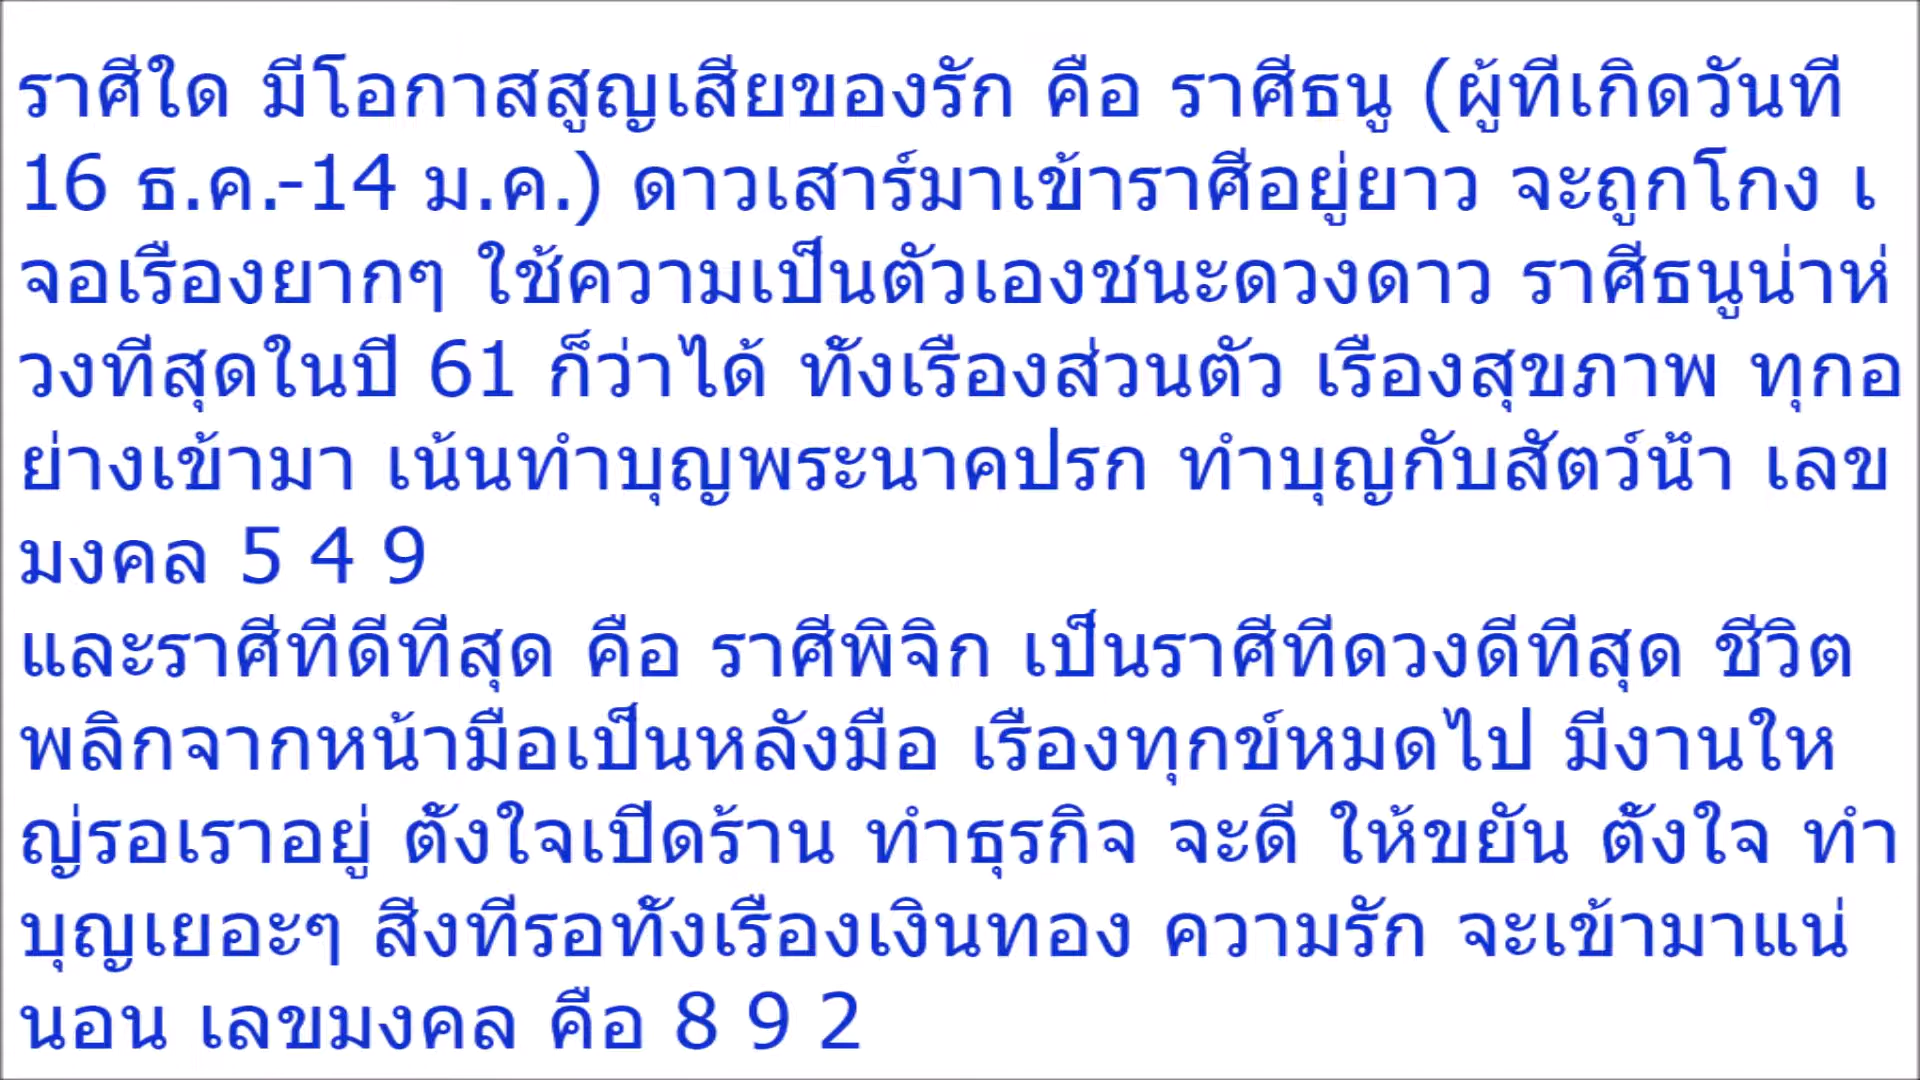 ราศีใด มีโอกาสสูญเสียของรัก คือ ราศีธนู (ผู้ที่เกิดวันที่
16 ธ.ค.-14 ม.ค.) ดาวเสาร์มาเข้าราศีอยู่ยาว จะถูกโกง เ
จอเรื่องยากๆ ใช้ความเป็นตัวเองชนะดวงดาว ราศีธนูน่าห่
วงที่สุดในปี 61 ก็ว่าได้ ทั้งเรื่องส่วนตัว เรื่องสุขภาพ ทุกอ
ย่างเข้ามา เน้นทำบุญพระนาคปรก ทำบุญกับสัตว์น้ำ เลข
มงคล 5 4 9
และราศีที่ดีที่สุด คือ ราศีพิจิก เป็นราศีที่ดวงดีที่สุด ชีวิต
พลิกจากหน้ามือเป็นหลังมือ เรื่องทุกข์หมดไป มีงานให
ญ่รอเราอยู่ ตั้งใจเปิดร้าน ทำธุรกิจ จะดี ให้ขยัน ตั้งใจ ทำ
บุญเยอะๆ สิ่งที่รอทั้งเรื่องเงินทอง ความรัก จะเข้ามาแน่
นอน เลขมงคล คือ 8 9 2